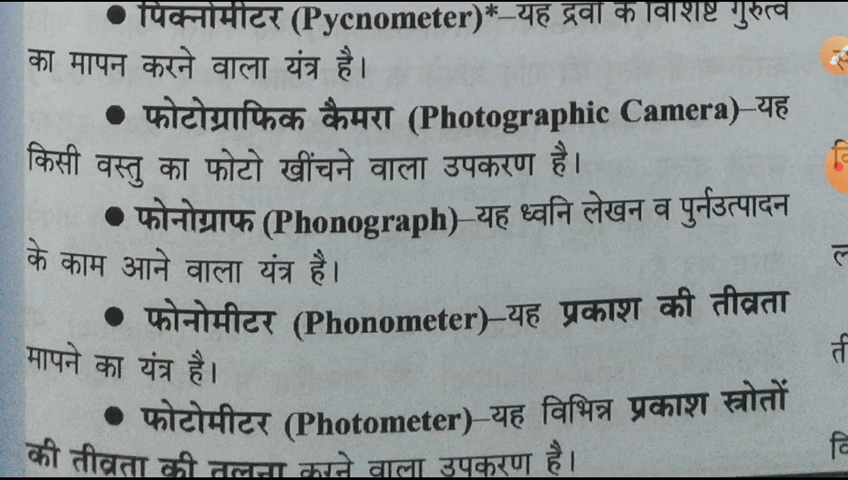 ● पिक्नोमीटर (Pycnometer)*–यह द्रवों के विशिष्ट गुरुत्व
का मापन करने वाला यंत्र है।
● फोटोग्राफिक कैमरा (Photographic Camera)–यह
किसी वस्तु का फोटो खींचने वाला उपकरण है।
● फोनोग्राफ (Phonograph)–यह ध्वनि लेखन व पुर्नउत्पादन
के काम आने वाला यंत्र है।
● फोनोमीटर (Phonometer)–यह प्रकाश की तीव्रता
मापने का यंत्र है।
● फोटोमीटर (Photometer)–यह विभिन्न प्रकाश स्त्रोतों
की तीव्रता की तुलना करने वाला उपकरण है।